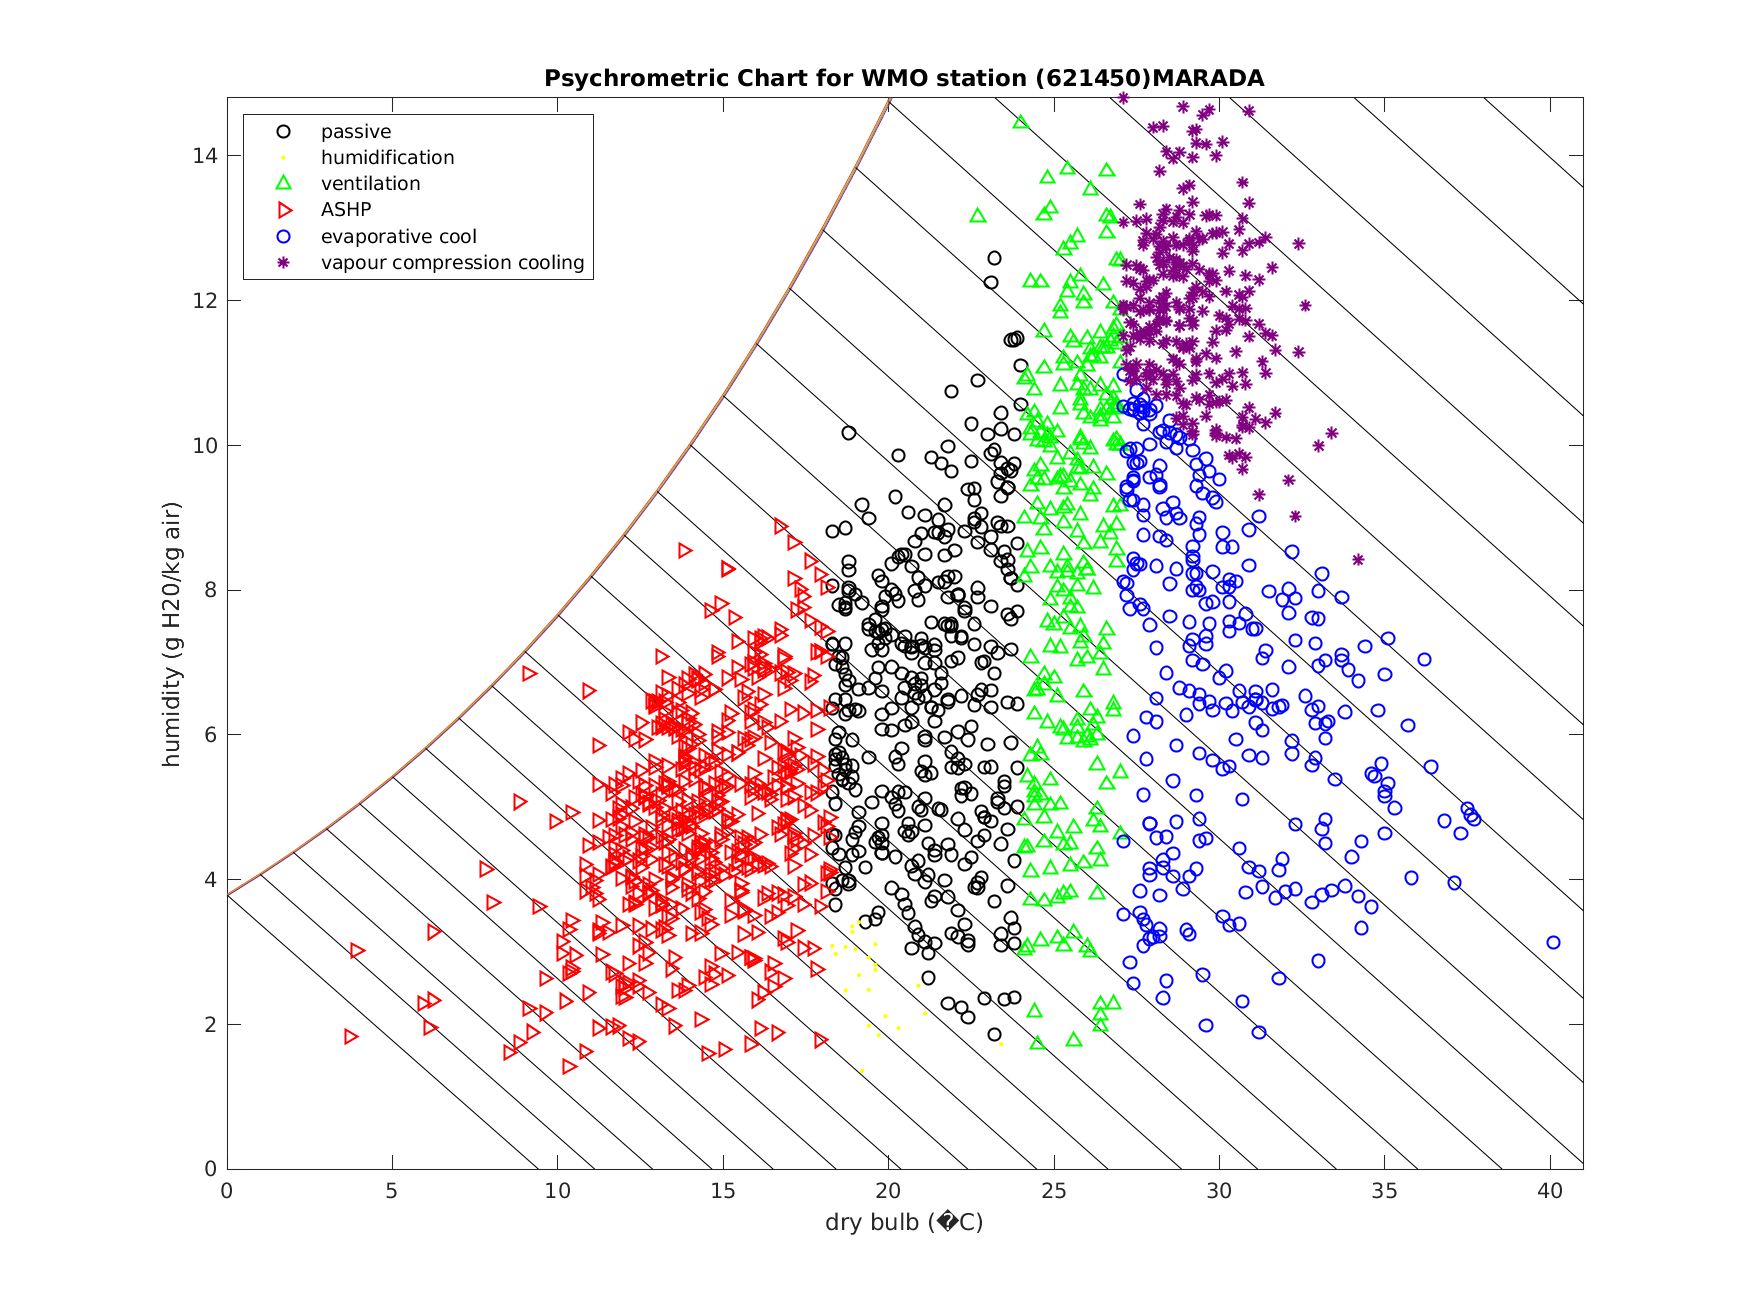 Psychrometric Chart for WMO station (621450)MARADA
passive
humidification
ventilation
ASHP
evaporative cool
vapour compression cooling
humidity (g H20/kg air)
14
12
10
8
6
4
2
0
0 5 10 15 20 25 30 35 40
dry bulb (�C)